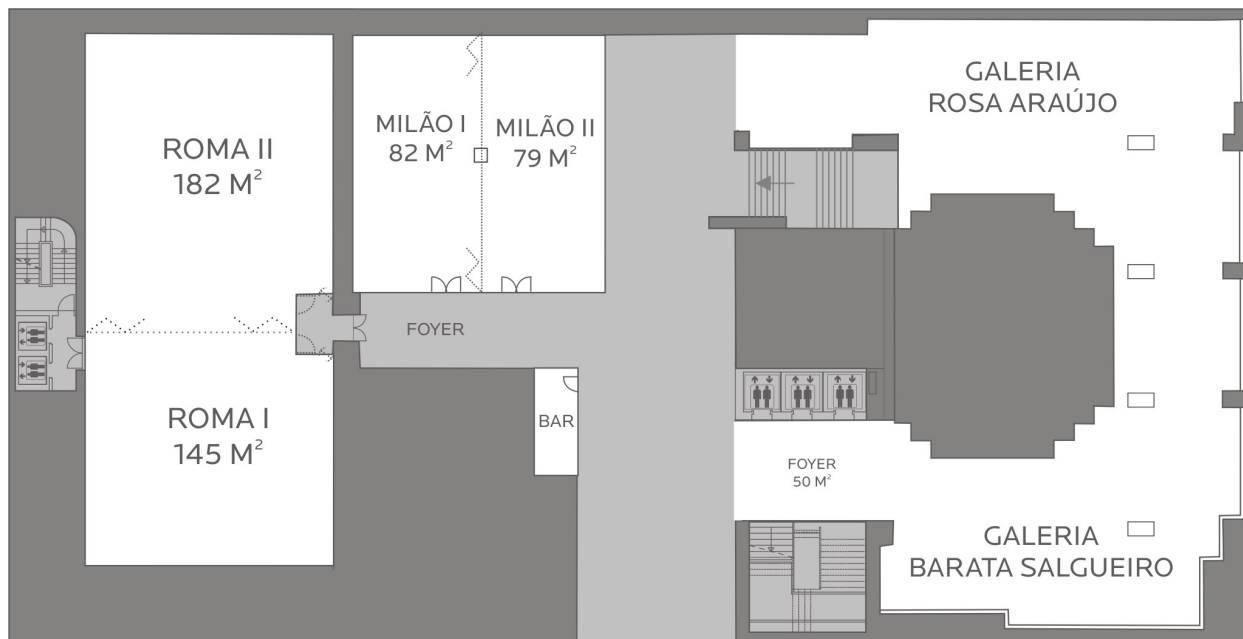 ROMA II
182 M²
MILÃO I
82 M²
MILÃO II
79 M²
GALERIA
ROSA ARAÚJO
FOYER
ROMA I
145 M²
BAR
FOYER
50 M²
GALERIA
BARATA SALGUEIRO